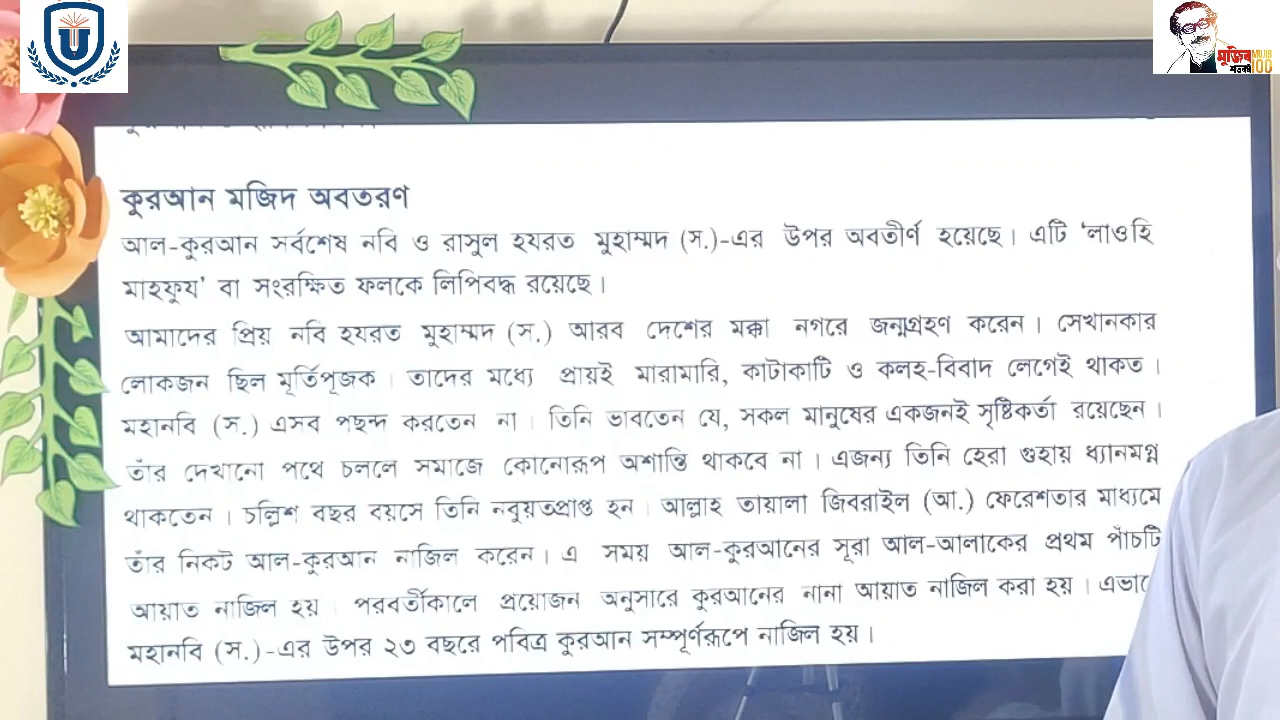 U
মুজিব MUJIB
শতবর্ষ 100
কুরআন মজিদ অবতরণ
আল-কুরআন সর্বশেষ নবি ও রাসুল হযরত মুহাম্মদ (স.)-এর উপর অবতীর্ণ হয়েছে। এটি ‘লাওহি
মাহফুয’ বা সংরক্ষিত ফলকে লিপিবদ্ধ রয়েছে।
আমাদের প্রিয় নবি হযরত মুহাম্মদ (স.) আরব দেশের মক্কা নগরে জন্মগ্রহণ করেন। সেখানকার
লোকজন ছিল মূর্তিপূজক। তাদের মধ্যে প্রায়ই মারামারি, কাটাকাটি ও কলহ-বিবাদ লেগেই থাকত।
মহানবি (স.) এসব পছন্দ করতেন না। তিনি ভাবতেন যে, সকল মানুষের একজনই সৃষ্টিকর্তা রয়েছেন।
তাঁর দেখানো পথে চললে সমাজে কোনোরূপ অশান্তি থাকবে না। এজন্য তিনি হেরা গুহায় ধ্যানমগ্ন
থাকতেন। চল্লিশ বছর বয়সে তিনি নবুয়তপ্রাপ্ত হন। আল্লাহ তায়ালা জিবরাইল (আ.) ফেরেশতার মাধ্যমে
তাঁর নিকট আল-কুরআন নাজিল করেন। এ সময় আল-কুরআনের সূরা আল-আলাকের প্রথম পাঁচটি
আয়াত নাজিল হয়। পরবর্তীকালে প্রয়োজন অনুসারে কুরআনের নানা আয়াত নাজিল করা হয়। এভাবে
মহানবি (স.)-এর উপর ২৩ বছরে পবিত্র কুরআন সম্পূর্ণরূপে নাজিল হয়।